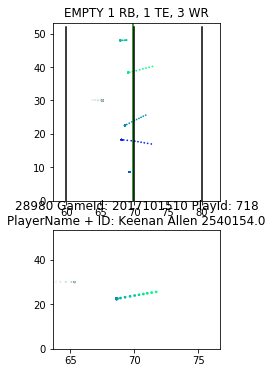 EMPTY 1 RB, 1 TE, 3 WR
50
40
30
20
10
0
60 65 70 75 80
28980 GameId: 2017101510 PlayId: 718
PlayerName + ID: Keenan Allen 2540154.0
40
20
0
65 70 75